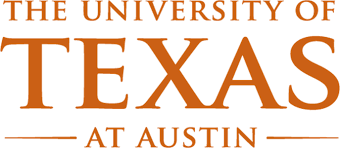 THE UNIVERSITY OF
TEXAS
AT AUSTIN